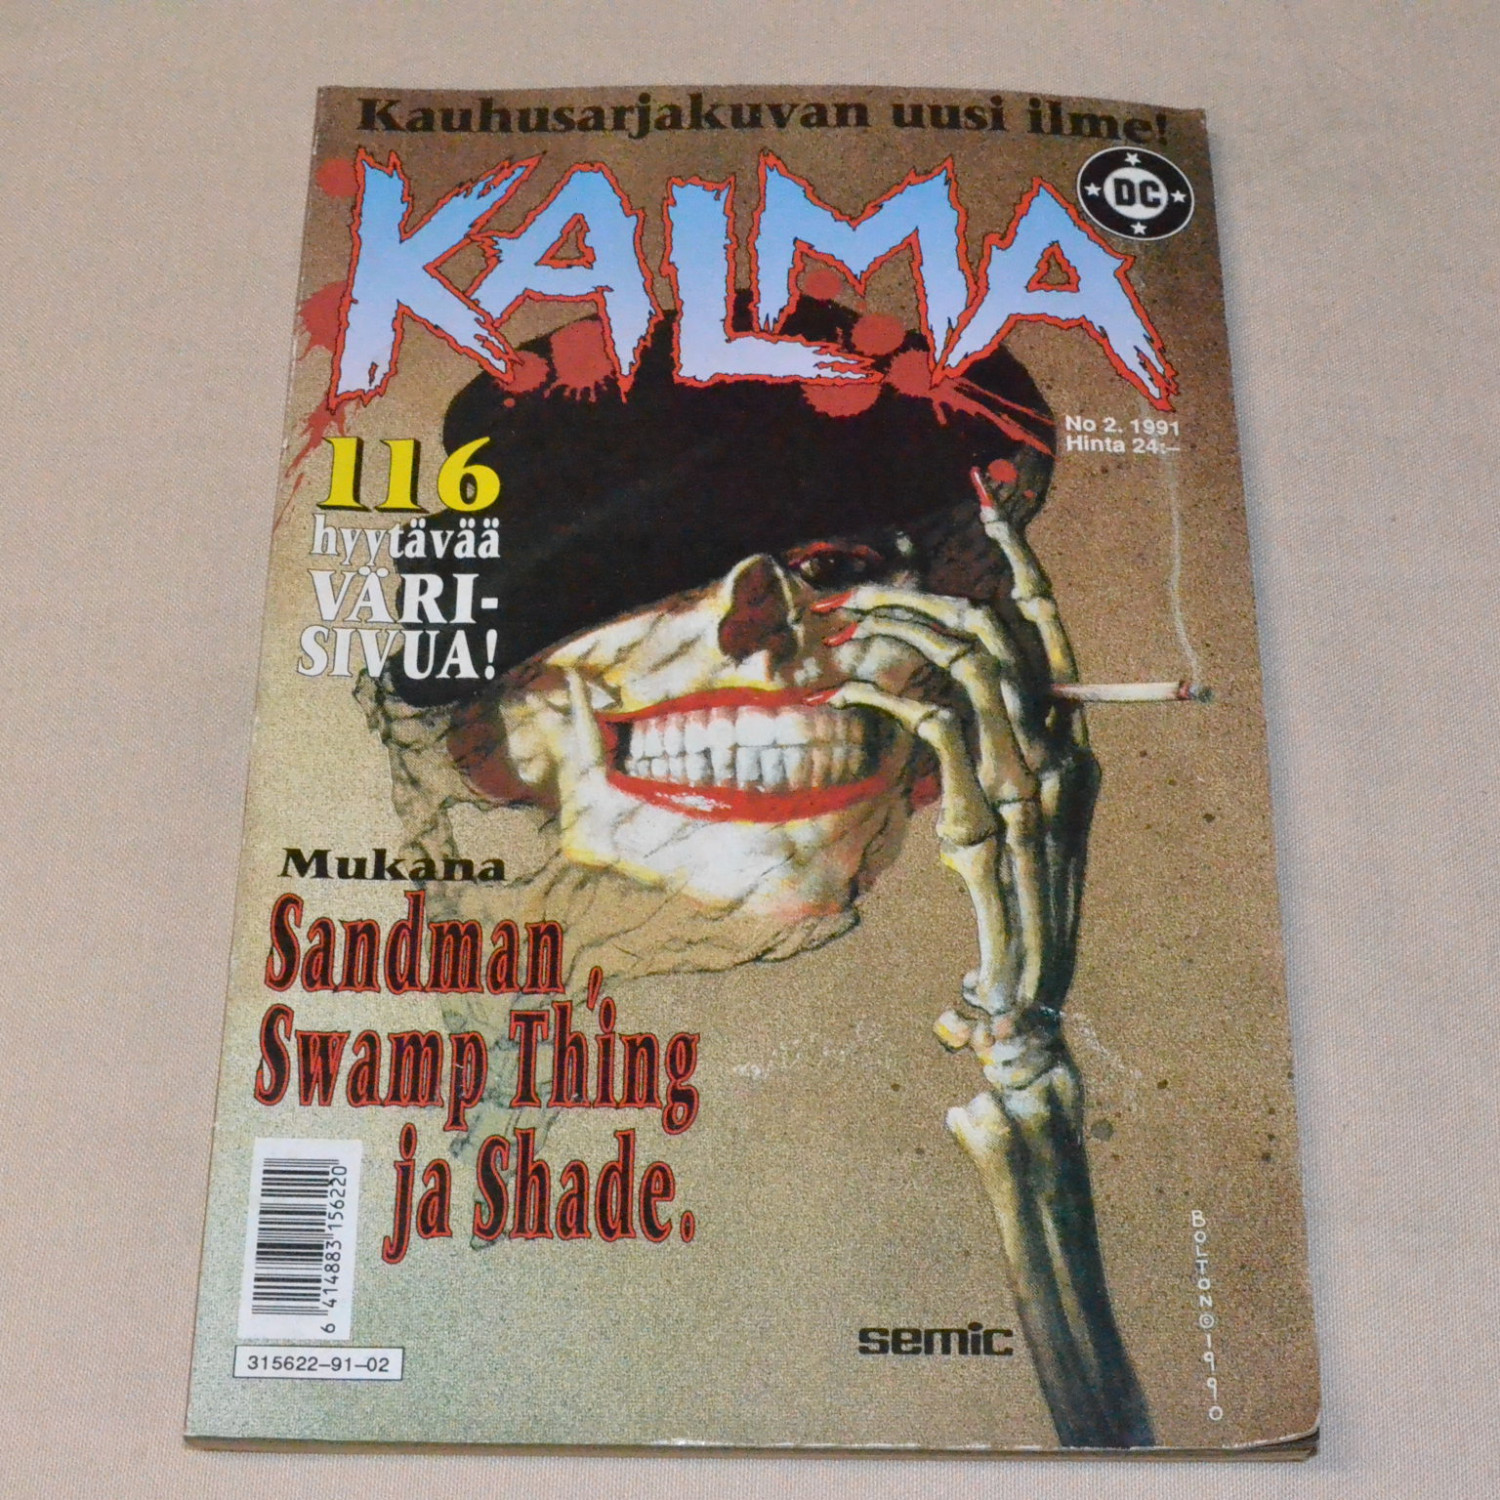 Kauhusarjakuvan uusi ilme!
KALMA
DC
No 2. 1991
Hinta 24:–
116
hyytävää
VÄRI-
SIVUA!
Mukana
Sandman,
Swamp Thing
ja Shade.
6 414883 156220
315622–91–02
semic
BOLTON©1990